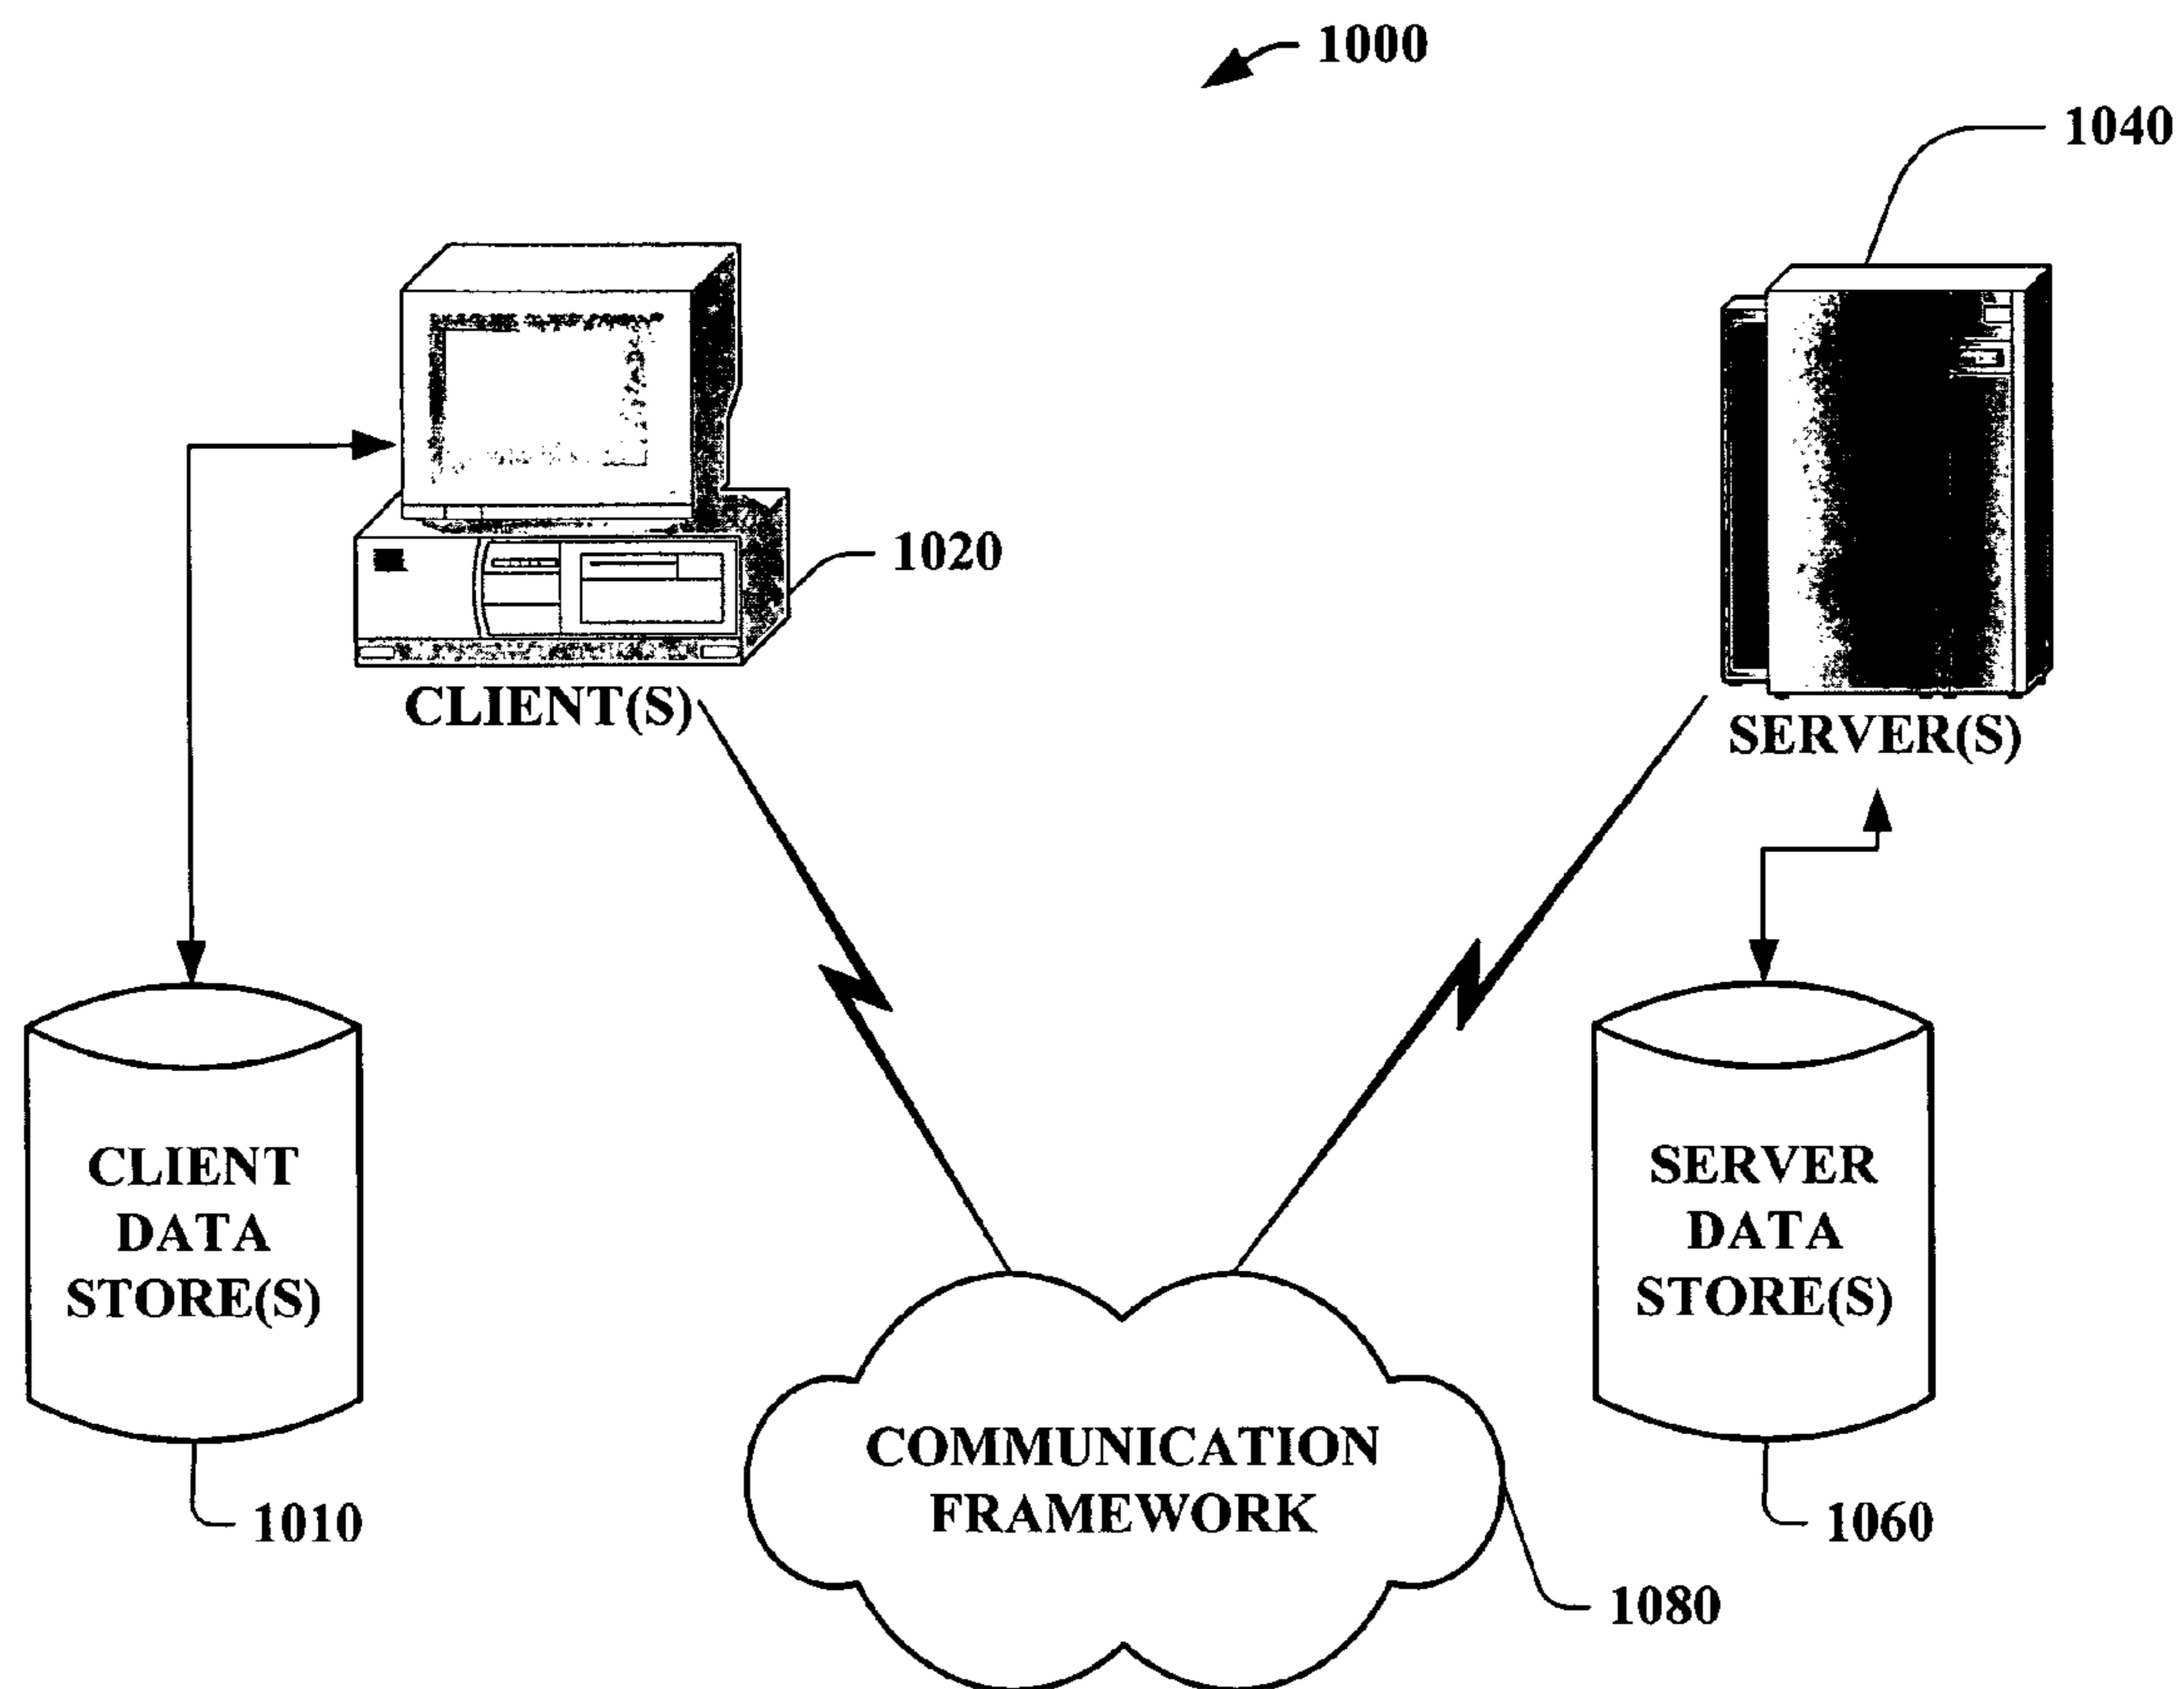 1000
1040
1020
CLIENT(S)
SERVER(S)
CLIENT
DATA
STORE(S)
SERVER
DATA
STORE(S)
COMMUNICATION
FRAMEWORK
1010
1060
1080